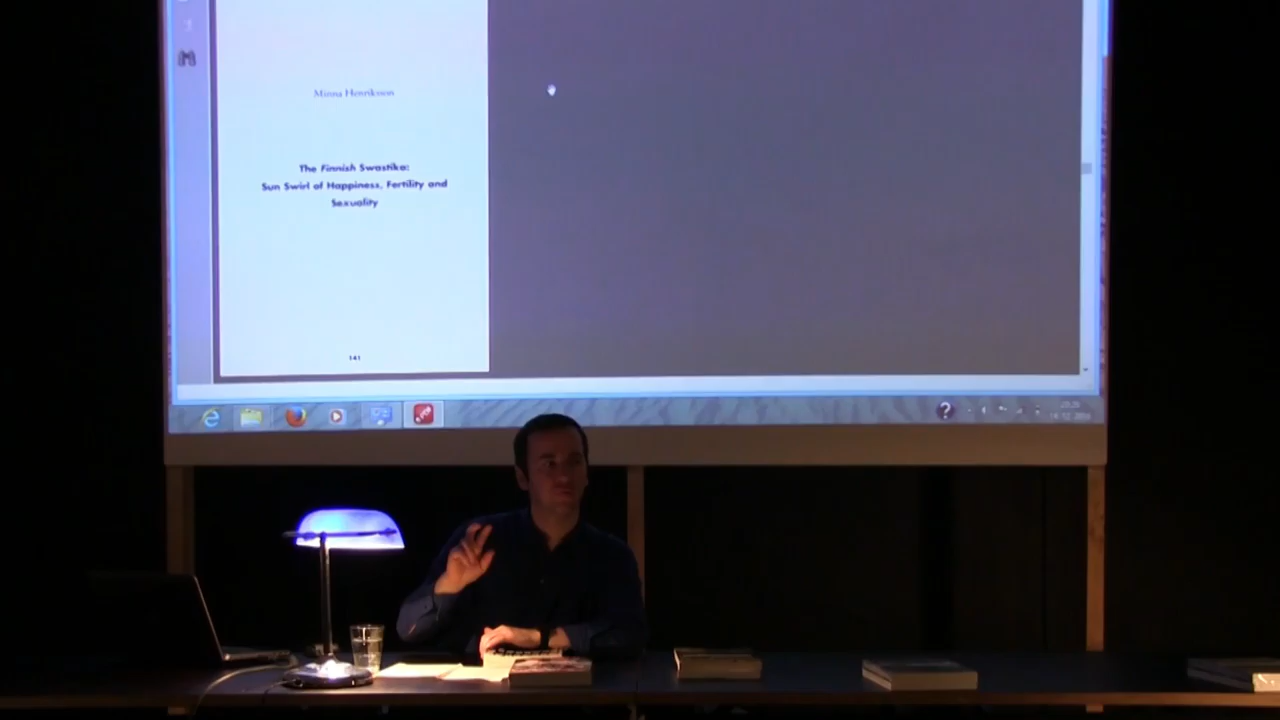 Minna Henriksson
The Finnish Swastika:
Sun Swirl of Happiness, Fertility and
Sexuality
141
?